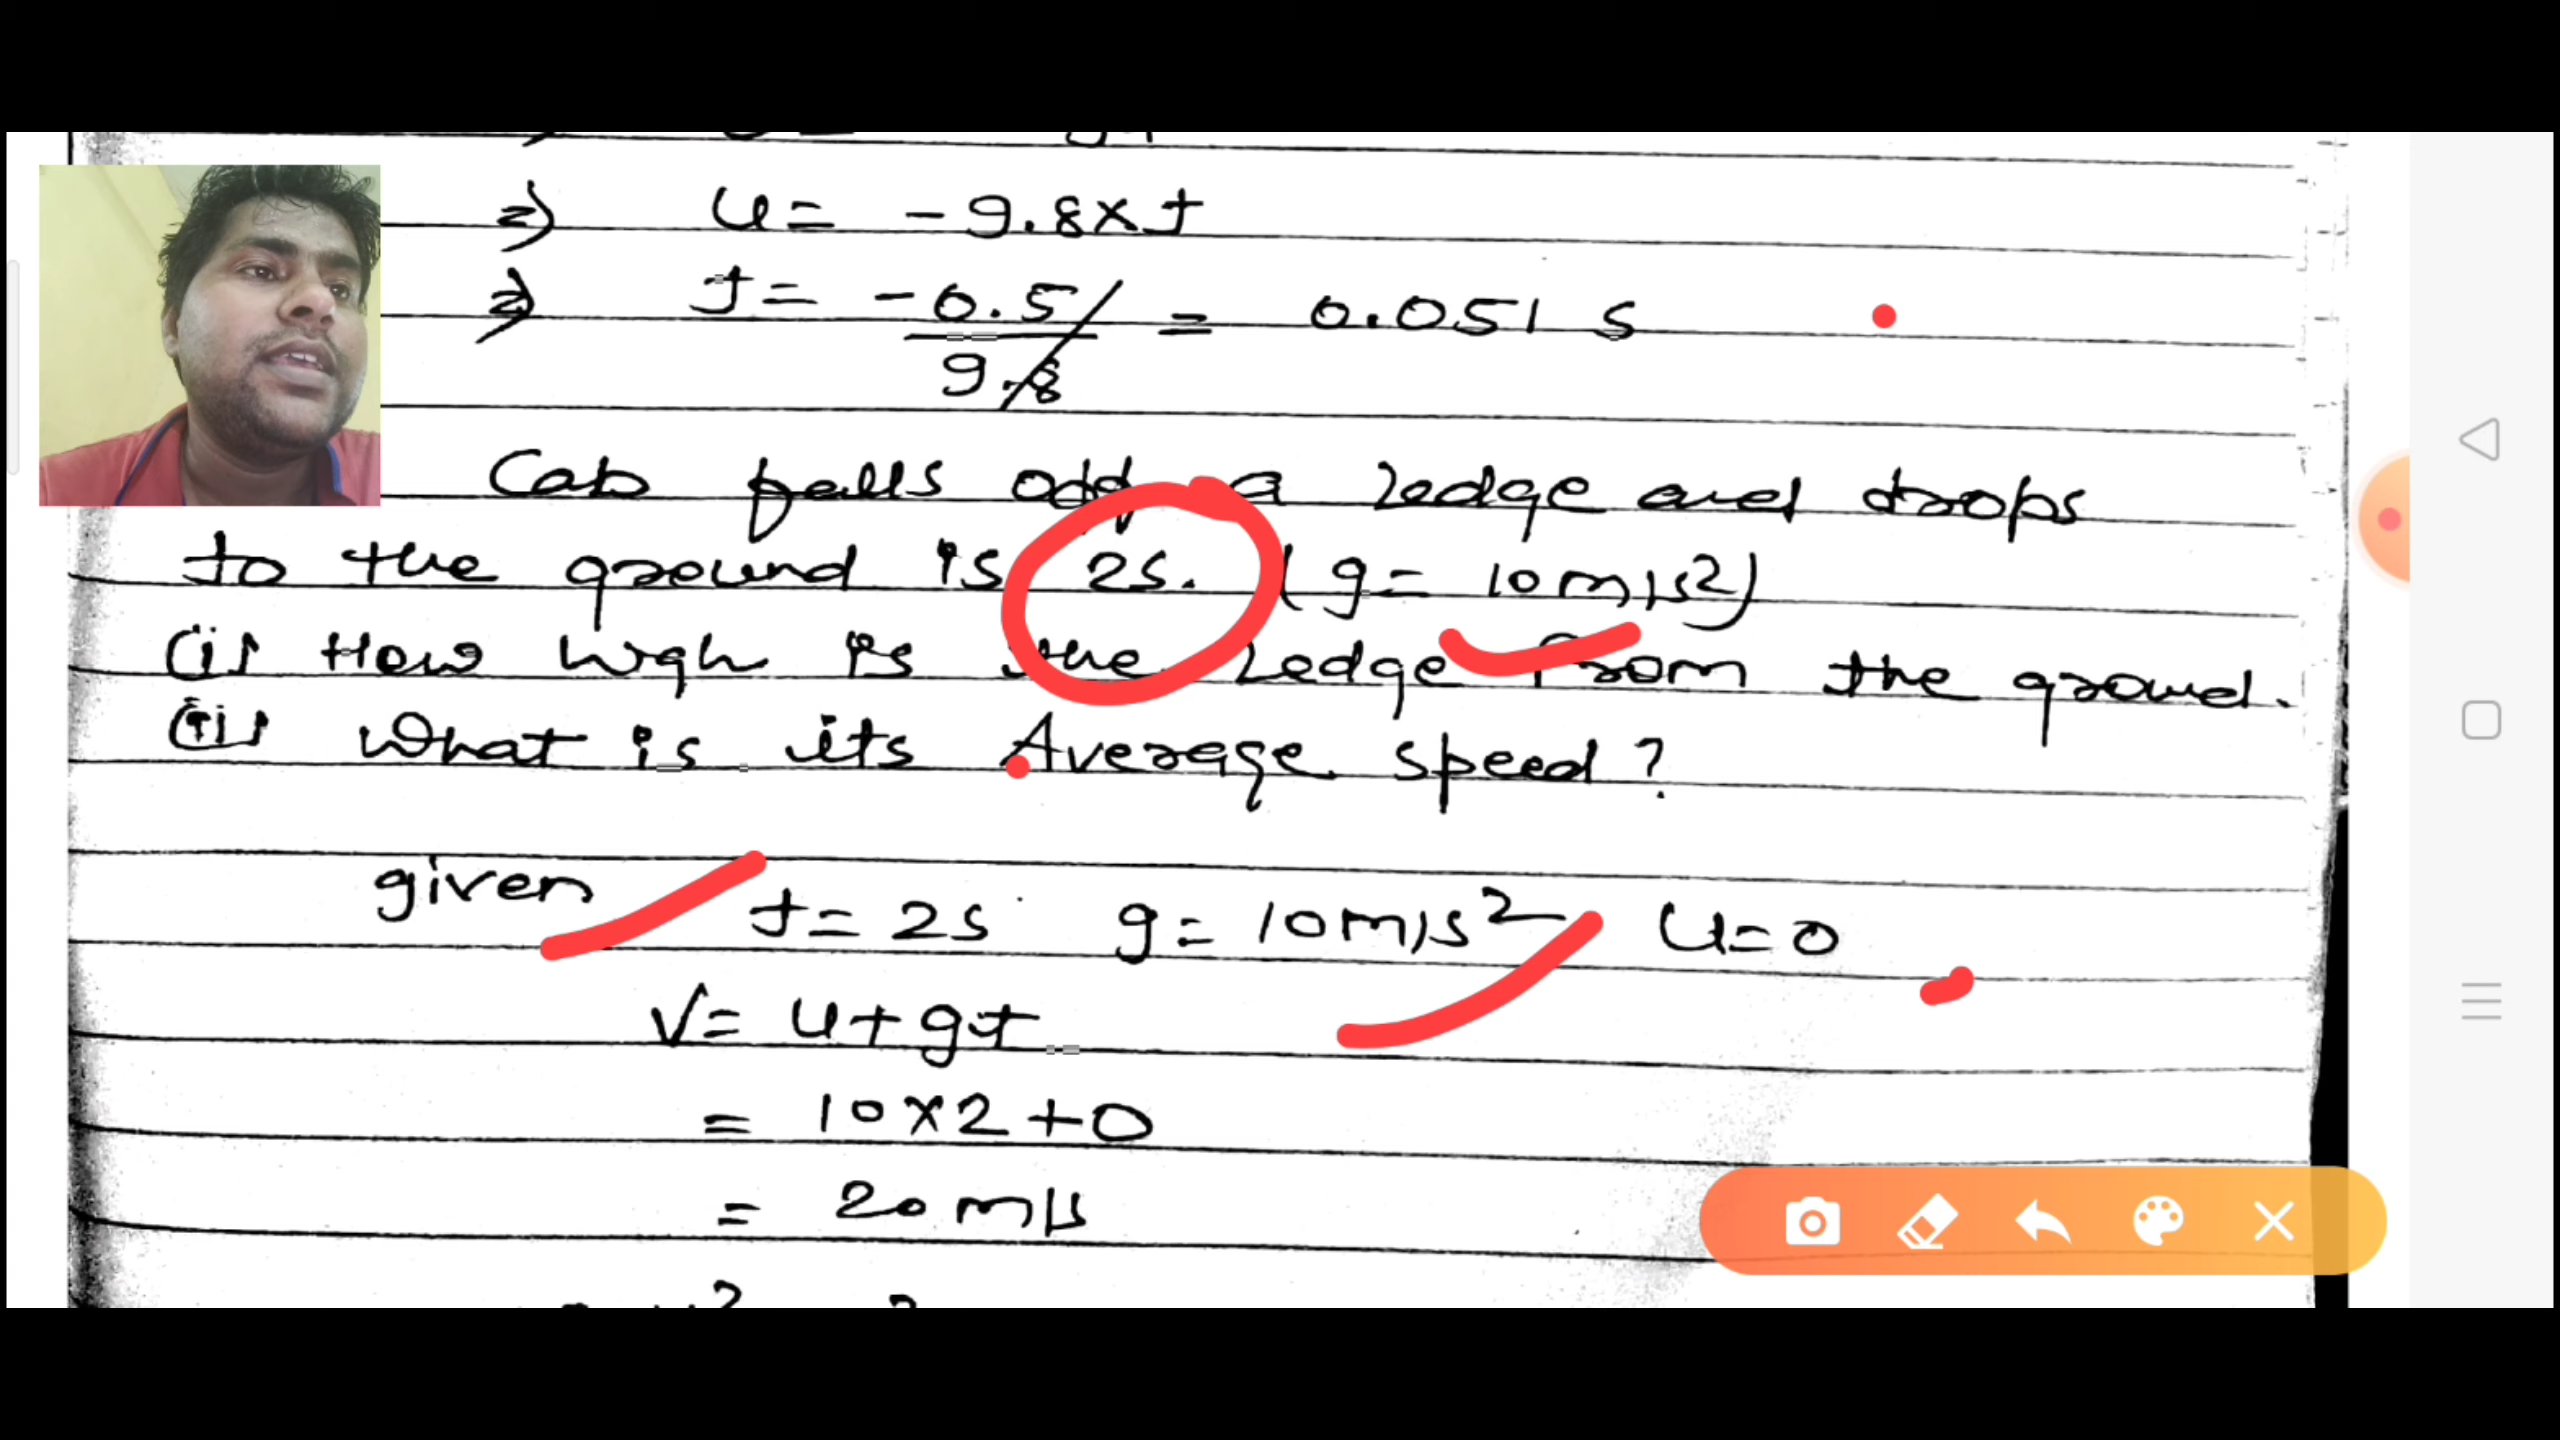 =) u = -9.8xt
=) t = -0.5/9.8 = 0.051 s
Cab falls odd a Ledge and drops
to the ground is 2s. (g = 10m/s2)
(i) How high is the Ledge from the ground.
(ii) What is its Average speed?
given t = 2s g = 10m/s2 u = 0
V = u + gt
= 10 x 2 + 0
= 20 m/s